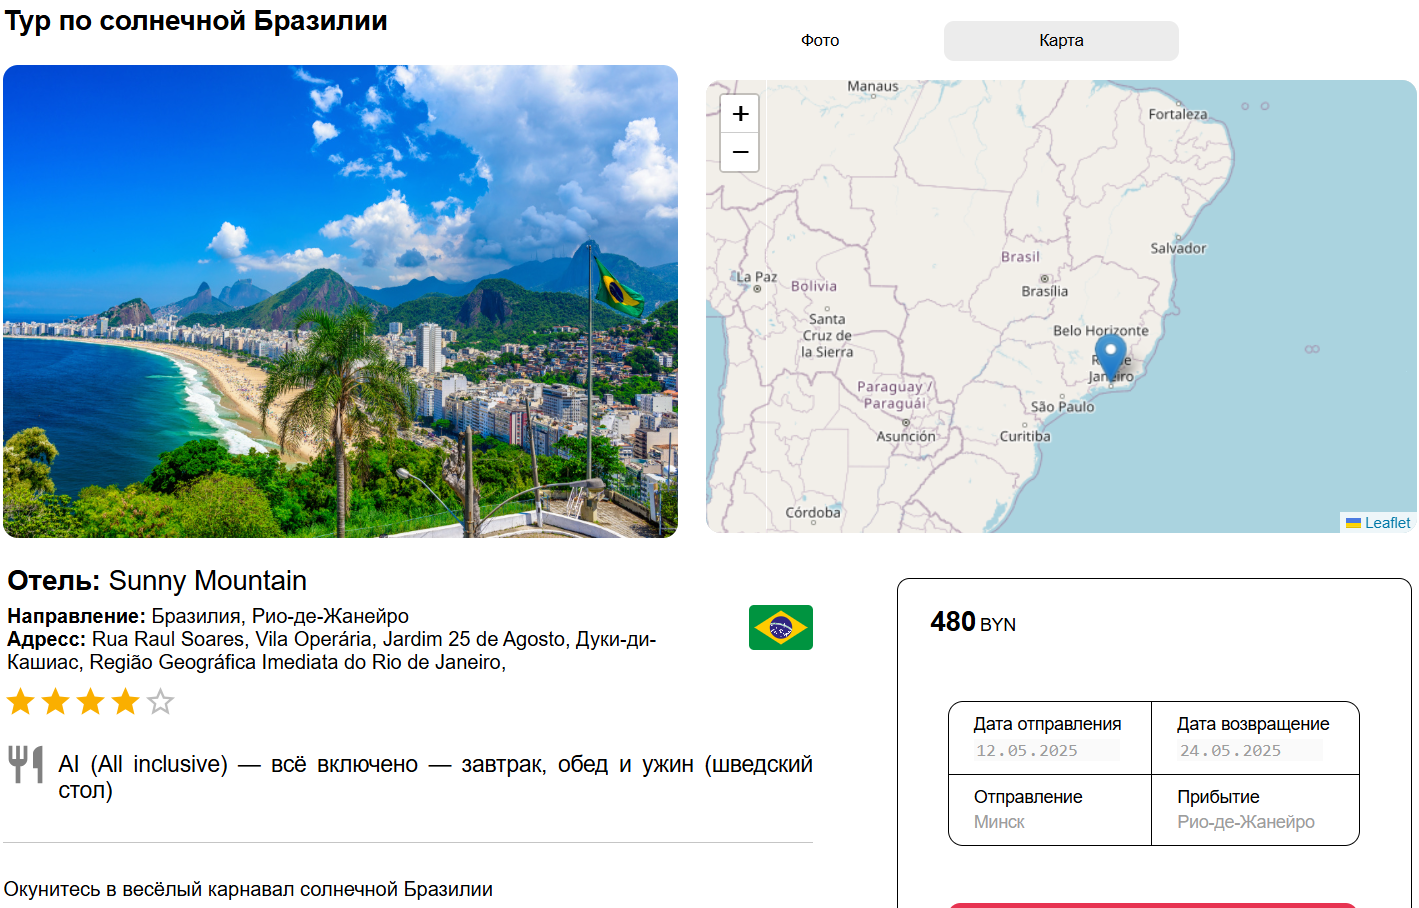 Тур по солнечной Бразилии
Фото
Карта
+
−
Manaus
Fortaleza
Salvador
Brasil
Brasília
La Paz
Bolivia
Santa
Cruz de
la Sierra
Belo Horizonte
Janeiro
São Paulo
Paraguay /
Paraguái
Asunción
Curitiba
Córdoba
Leaflet
Отель: Sunny Mountain
Направление: Бразилия, Рио-де-Жанейро
Адресс: Rua Raul Soares, Vila Operária, Jardim 25 de Agosto, Дуки-ди-
Кашиас, Região Geográfica Imediata do Rio de Janeiro,
AI (All inclusive) — всё включено — завтрак, обед и ужин (шведский
стол)
Окунитесь в весёлый карнавал солнечной Бразилии
480 BYN
Дата отправления
12.05.2025
Дата возвращение
24.05.2025
Отправление
Минск
Прибытие
Рио-де-Жанейро